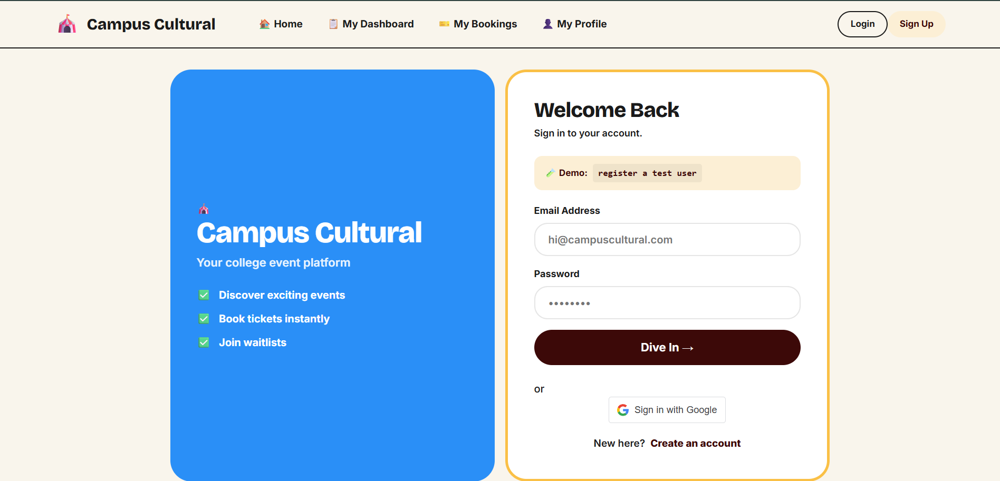 Campus Cultural
Home
My Dashboard
My Bookings
My Profile
Login
Sign Up
Campus Cultural
Your college event platform
Discover exciting events
Book tickets instantly
Join waitlists
Welcome Back
Sign in to your account.
Demo: register a test user
Email Address
hi@campuscultural.com
Password
••••••••
Dive In →
or
Sign in with Google
New here? Create an account